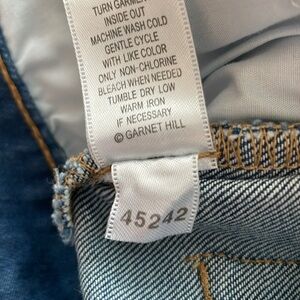 TURN GARMENT
INSIDE OUT
MACHINE WASH COLD
GENTLE CYCLE
WITH LIKE COLOR
ONLY NON-CHLORINE
BLEACH WHEN NEEDED
TUMBLE DRY LOW
WARM IRON
IF NECESSARY
© GARNET HILL
45242